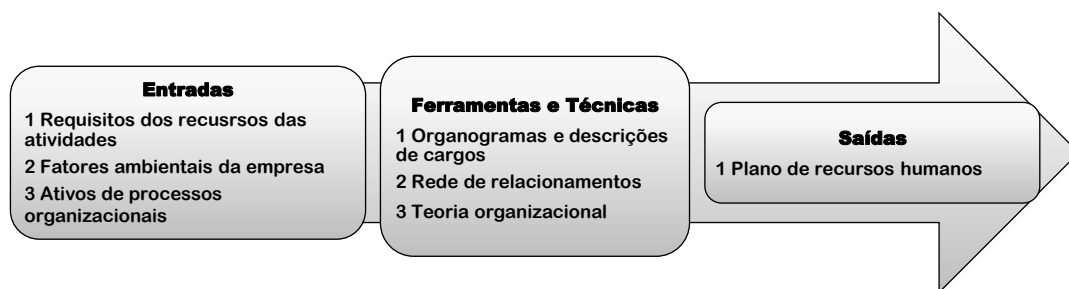 Entradas
1 Requisitos dos recusrsos das
atividades
2 Fatores ambientais da empresa
3 Ativos de processos
organizacionais
Ferramentas e Técnicas
1 Organogramas e descrições
de cargos
2 Rede de relacionamentos
3 Teoria organizacional
Saídas
1 Plano de recursos humanos